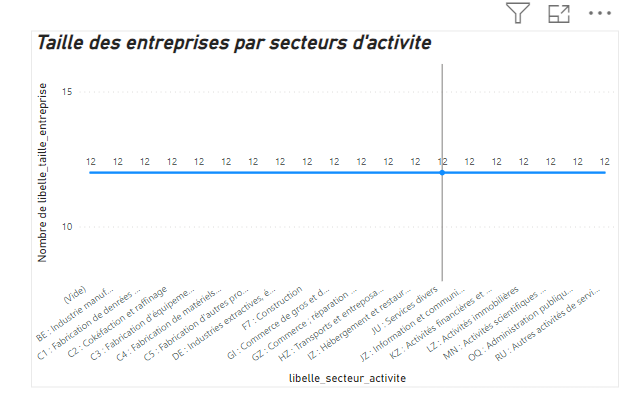 Taille des entreprises par secteurs d'activite
Nombre de libelle_taille_entreprise
15
10
12 12 12 12 12 12 12 12 12 12 12 12 12 12 12 12 12 12 12 12
(Vide)
BE : Industrie manuf...
C1 : Fabrication de denrées ...
C2 : Cokéfaction et raffinage
C3 : Fabrication d'équipeme...
C4 : Fabrication de matériels...
C5 : Fabrication d'autres pro...
DE : Industries extractives, é...
F7 : Construction
GI : Commerce de gros et d...
GZ : Commerce ; réparation ...
HZ : Transports et entreposa...
IZ : Hébergement et restaur...
JU : Services divers
JZ : Information et communi...
KZ : Activités financières et ...
LZ : Activités immobilières
MN : Activités scientifiques ...
OQ : Administration publiqu...
RU : Autres activités de servi...
libelle_secteur_activite